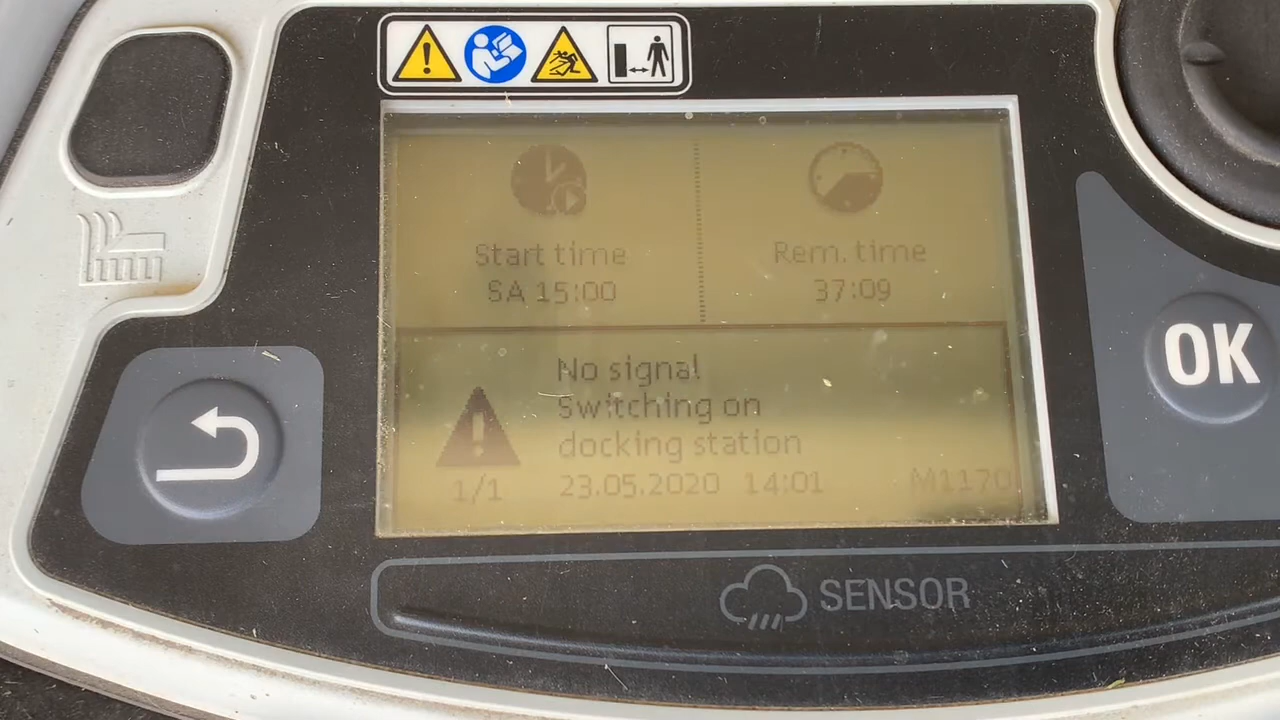 Start time
SA 15:00
Rem. time
37:09
No signal
Switching on
docking station
1/1 23.05.2020 14:01 M1170
OK
SENSOR